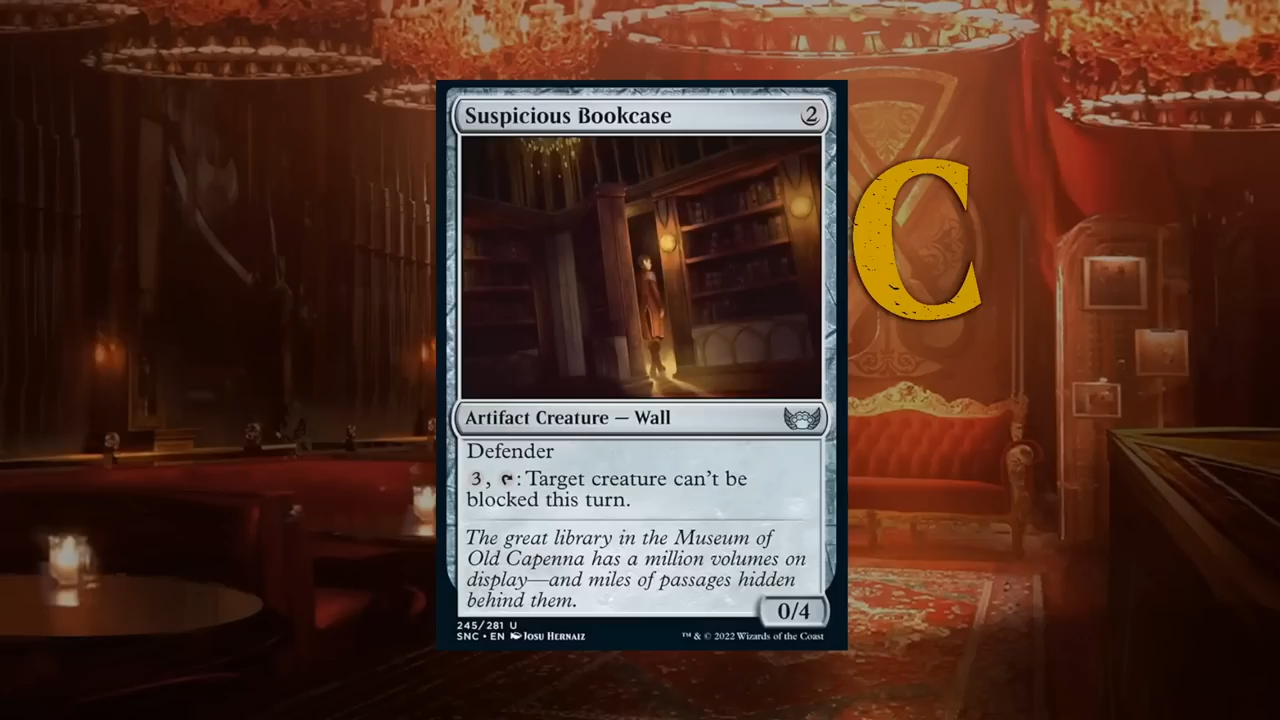 Suspicious Bookcase 2
C
Artifact Creature — Wall
Defender
3, : Target creature can't be
blocked this turn.
The great library in the Museum of
Old Capenna has a million volumes on
display—and miles of passages hidden
behind them.
0/4
245/281 U
SNC • EN Josu Hernaiz
™ & © 2022 Wizards of the Coast